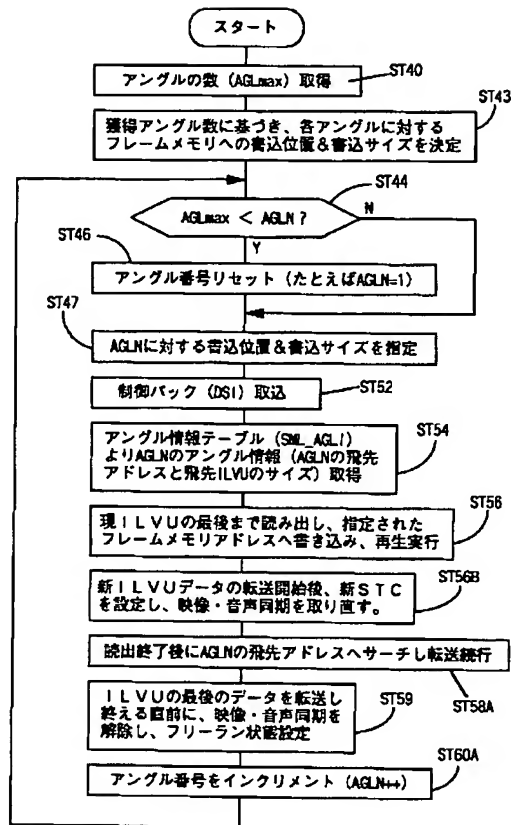 スタート
アングルの数（AGLmax）取得
ST40
獲得アングル数に基づき、各アングルに対する
フレームメモリへの書込位置＆書込サイズを決定
ST43
AGLmax < AGLN ?
ST44
N
Y
ST46
アングル番号リセット（たとえばAGLN=1）
ST47
AGLNに対する書込位置＆書込サイズを指定
制御パック（DSI）取込
ST52
アングル情報テーブル（SML_AGLI）
よりAGLNのアングル情報（AGLNの飛先
アドレスと飛先ILVUのサイズ）取得
ST54
現ＩＬＶＵの最後まで読み出し、指定された
フレームメモリアドレスへ書き込み、再生実行
ST56
新ＩＬＶＵデータの転送開始後、新ＳＴＣ
を設定し、映像・音声同期を取り直す。
ST56B
読出終了後にAGLNの飛先アドレスへサーチし転送続行
ST58A
ＩＬＶＵの最後のデータを転送し
終える直前に、映像・音声同期を
解除し、フリーラン状態設定
ST59
アングル番号をインクリメント（AGLN++）
ST60A